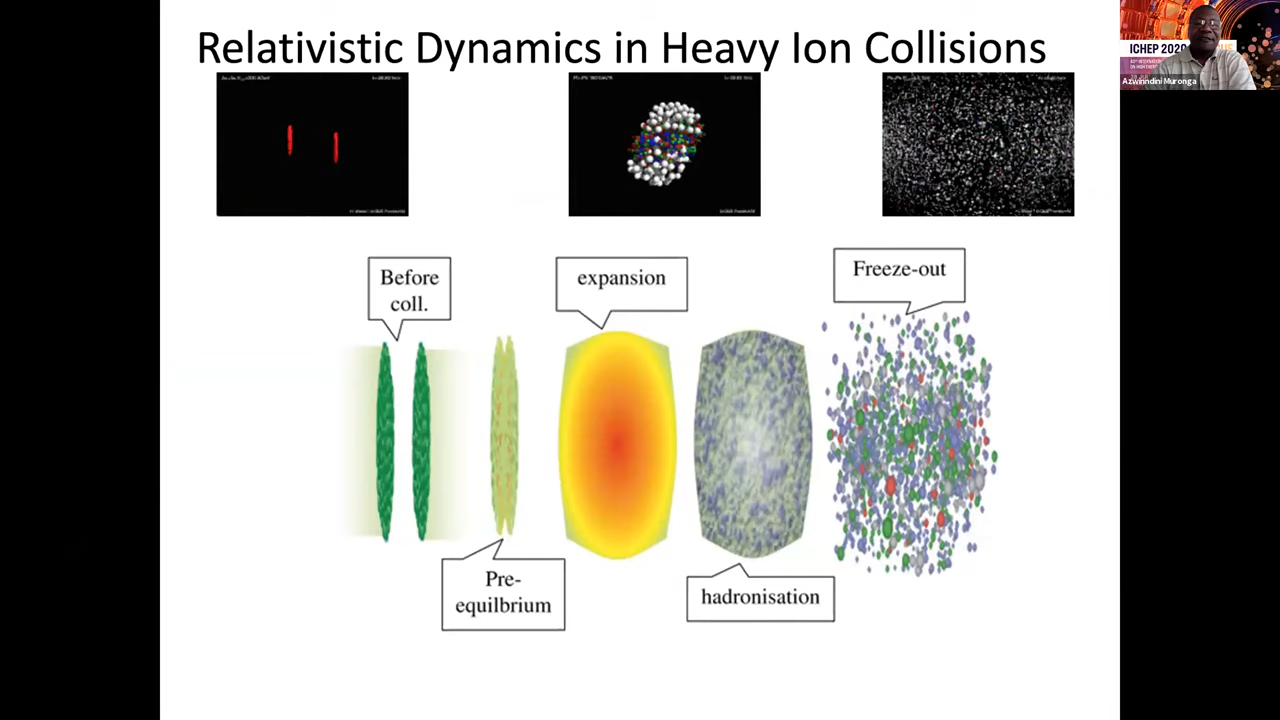 Relativistic Dynamics in Heavy Ion Collisions
ICHEP 2020
Azwinndini Muronga
Before
coll.
expansion
Freeze-out
Pre-
equilbrium
hadronisation